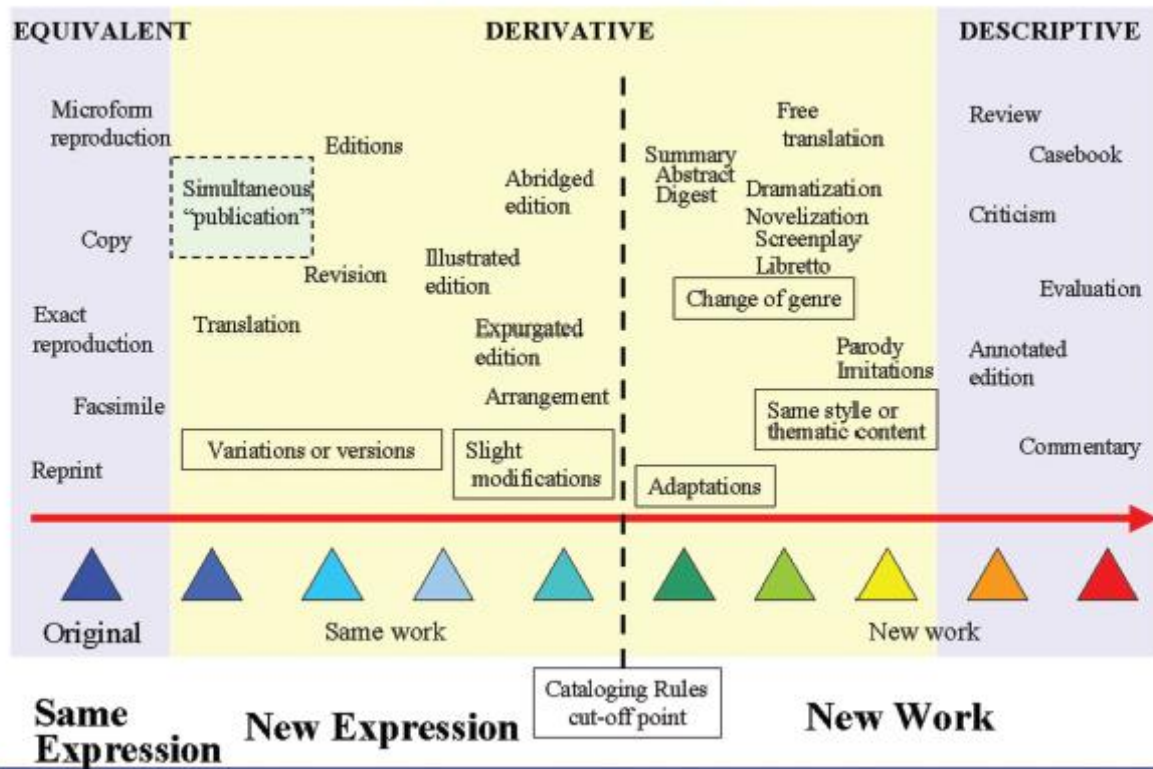 EQUIVALENT
DERIVATIVE
DESCRIPTIVE
Microform
reproduction
Simultaneous
“publication”
Copy
Exact
reproduction
Facsimile
Reprint
Editions
Abridged
edition
Revision
Illustrated
edition
Translation
Expurgated
edition
Arrangement
Variations or versions
Slight
modifications
Free
translation
Summary
Abstract
Digest
Dramatization
Novelization
Screenplay
Libretto
Change of genre
Parody
Imitations
Same style or
thematic content
Adaptations
Review
Casebook
Criticism
Evaluation
Annotated
edition
Commentary
Original
Same work
New work
Cataloging Rules
cut-off point
Same
Expression
New Expression
New Work